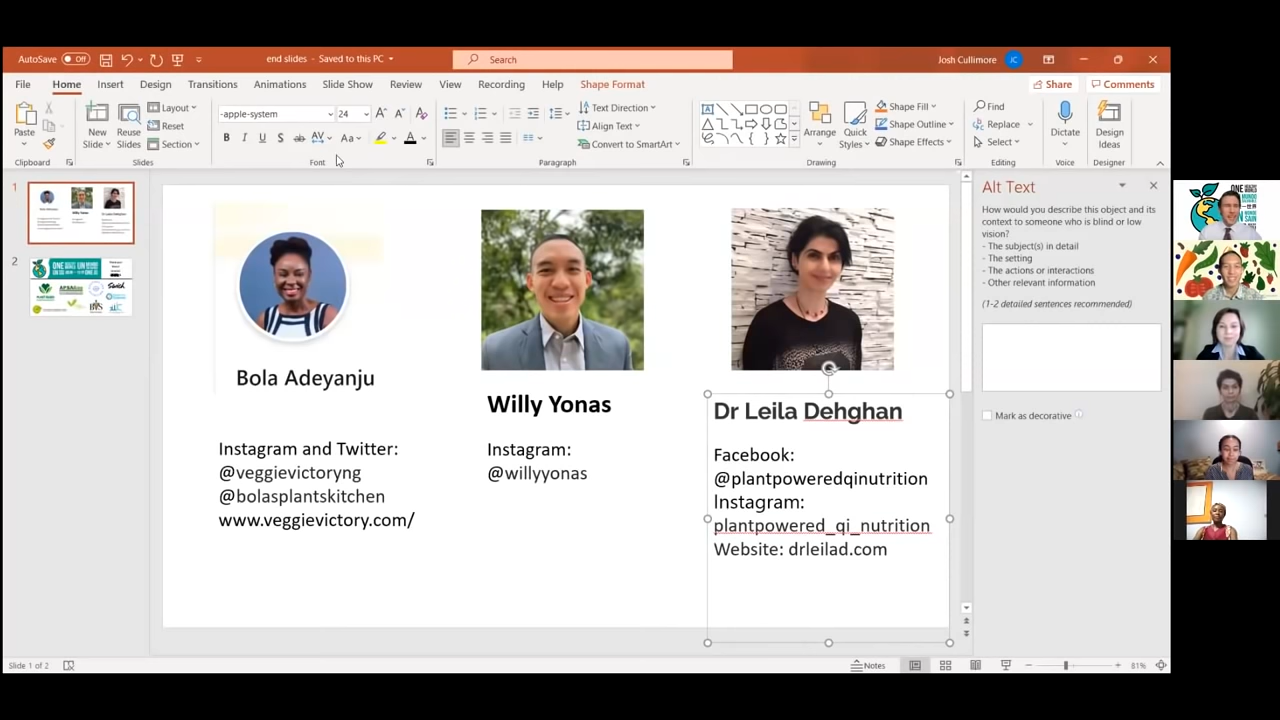 AutoSave
Off
end slides - Saved to this PC
Search
Josh Cullimore
JC
File
Home
Insert
Design
Transitions
Animations
Slide Show
Review
View
Recording
Help
Shape Format
Share
Comments
Paste
New
Slide
Reuse
Slides
Layout
Reset
Section
-apple-system
24
Text Direction
Align Text
Convert to SmartArt
Arrange
Quick
Styles
Shape Fill
Shape Outline
Shape Effects
Find
Replace
Select
Dictate
Design
Ideas
Clipboard
Slides
Font
Paragraph
Drawing
Editing
Voice
Designer
1
2
Bola Adeyanju
Instagram and Twitter:
@veggievictoryng
@bolasplantskitchen
www.veggievictory.com/
Willy Yonas
Instagram:
@willyyonas
Dr Leila Dehghan
Facebook:
@plantpoweredqinutrition
Instagram:
plantpowered_qi_nutrition
Website: drleilad.com
Alt Text
How would you describe this object and its
context to someone who is blind or low
vision?
- The subject(s) in detail
- The setting
- The actions or interactions
- Other relevant information
(1-2 detailed sentences recommended)
Mark as decorative
Slide 1 of 2
Notes
81%